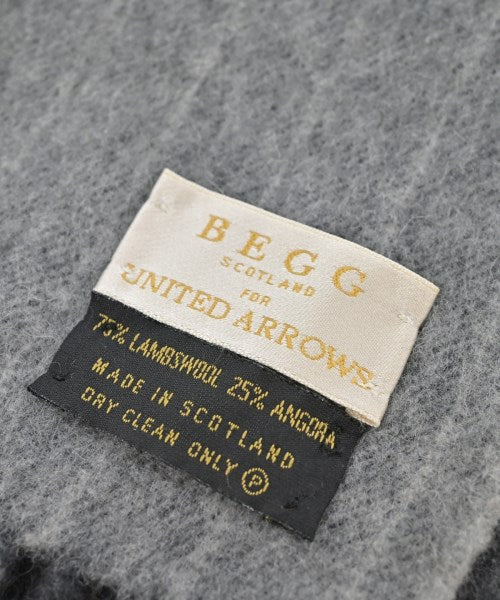 BEGG
SCOTLAND
FOR
UNITED ARROWS
75% LAMBSWOOL 25% ANGORA
MADE IN SCOTLAND
DRY CLEAN ONLY Ⓟ